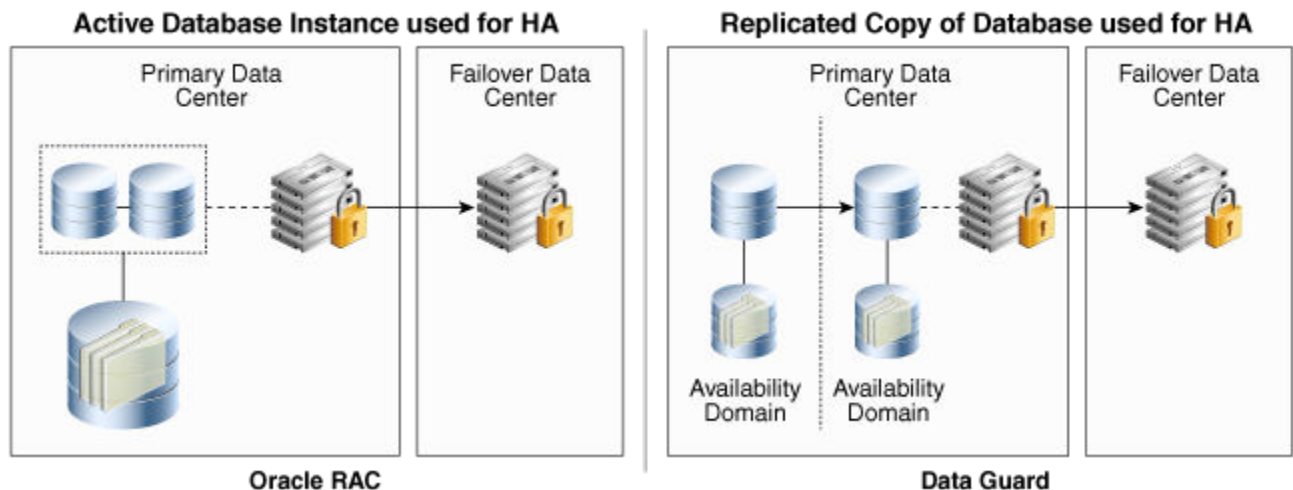 Active Database Instance used for HA
Primary Data
Center
Failover Data
Center
Oracle RAC
Replicated Copy of Database used for HA
Primary Data
Center
Failover Data
Center
Availability
Domain
Availability
Domain
Data Guard